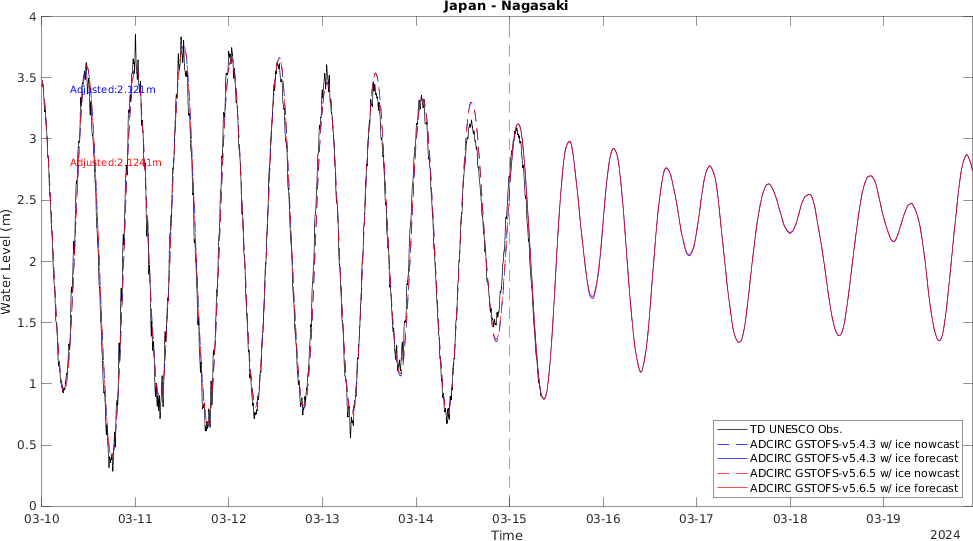 Japan - Nagasaki
4
3.5
3
2.5
2
1.5
1
0.5
0
Water Level (m)
Adjusted:2.121m
Adjusted:2.1241m
TD UNESCO Obs.
ADCIRC GSTOFS-v5.4.3 w/ ice nowcast
ADCIRC GSTOFS-v5.4.3 w/ ice forecast
ADCIRC GSTOFS-v5.6.5 w/ ice nowcast
ADCIRC GSTOFS-v5.6.5 w/ ice forecast
03-10 03-11 03-12 03-13 03-14 03-15 03-16 03-17 03-18 03-19
Time
2024